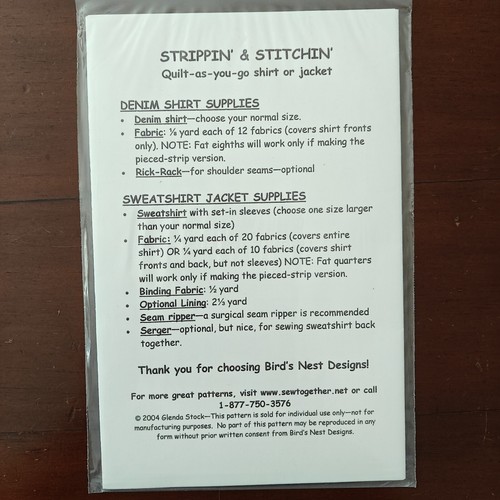 STRIPPIN' & STITCHIN'
Quilt-as-you-go shirt or jacket
DENIM SHIRT SUPPLIES
• Denim shirt—choose your normal size.
• Fabric: ⅛ yard each of 12 fabrics (covers shirt fronts
only). NOTE: Fat eighths will work only if making the
pieced-strip version.
• Rick-Rack—for shoulder seams—optional
SWEATSHIRT JACKET SUPPLIES
• Sweatshirt with set-in sleeves (choose one size larger
than your normal size)
• Fabric: ¼ yard each of 20 fabrics (covers entire
shirt) OR ¼ yard each of 10 fabrics (covers shirt
fronts and back, but not sleeves) NOTE: Fat quarters
will work only if making the pieced-strip version.
• Binding Fabric: ½ yard
• Optional Lining: 2⅓ yard
• Seam ripper—a surgical seam ripper is recommended
• Serger—optional, but nice, for sewing sweatshirt back
together.
Thank you for choosing Bird's Nest Designs!
For more great patterns, visit www.sewtogether.net or call
1-877-750-3576
© 2004 Glenda Stock—This pattern is sold for individual use only—not for
manufacturing purposes. No part of this pattern may be reproduced in any
form without prior written consent from Bird's Nest Designs.